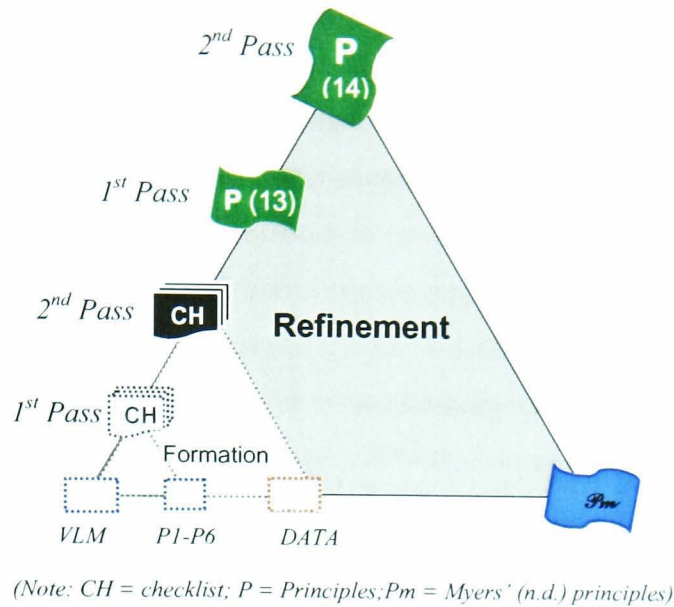 2nd Pass
P
(14)
1st Pass
P (13)
2nd Pass
CH
Refinement
1st Pass
CH
Formation
Pm
VLM
P1-P6
DATA
(Note: CH = checklist; P = Principles;Pm = Myers' (n.d.) principles)